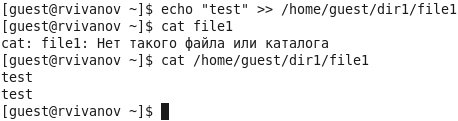 [guest@rvivanov ~]$ echo "test" >> /home/guest/dir1/file1
[guest@rvivanov ~]$ cat file1
cat: file1: Нет такого файла или каталога
[guest@rvivanov ~]$ cat /home/guest/dir1/file1
test
test
[guest@rvivanov ~]$